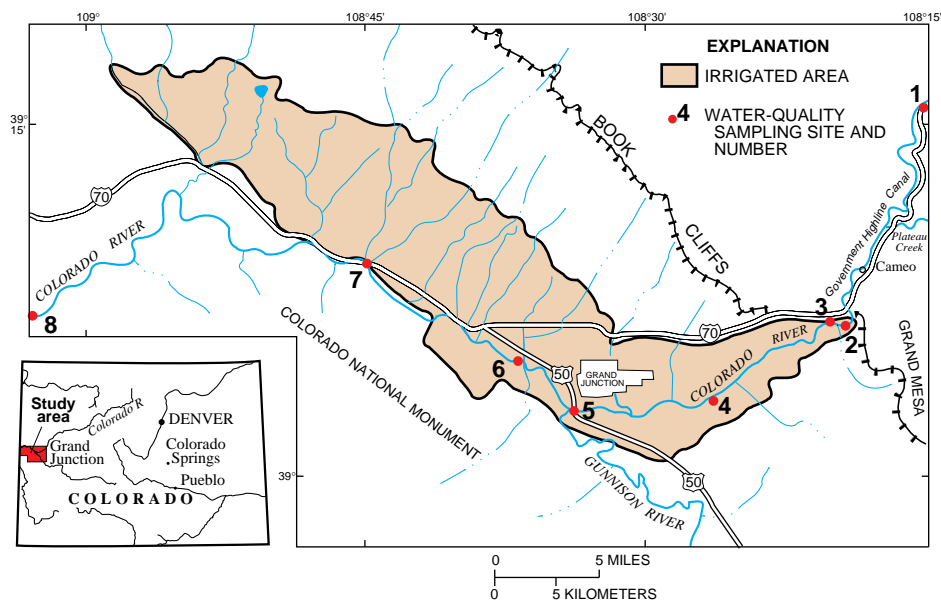 109°
108°45'
108°30'
108°15'
39°
15'
39°
EXPLANATION
IRRIGATED AREA
4
WATER-QUALITY
SAMPLING SITE AND
NUMBER
BOOK
CLIFFS
1
Government Highline Canal
Plateau
Creek
Cameo
70
COLORADO RIVER
8
7
3
2
70
GRAND MESA
COLORADO RIVER
COLORADO NATIONAL MONUMENT
6
50
GRAND
JUNCTION
5
4
GUNNISON RIVER
50
Study
area
Colorado R
DENVER
Grand
Junction
Colorado
Springs
Pueblo
COLORADO
0 5 MILES
0 5 KILOMETERS